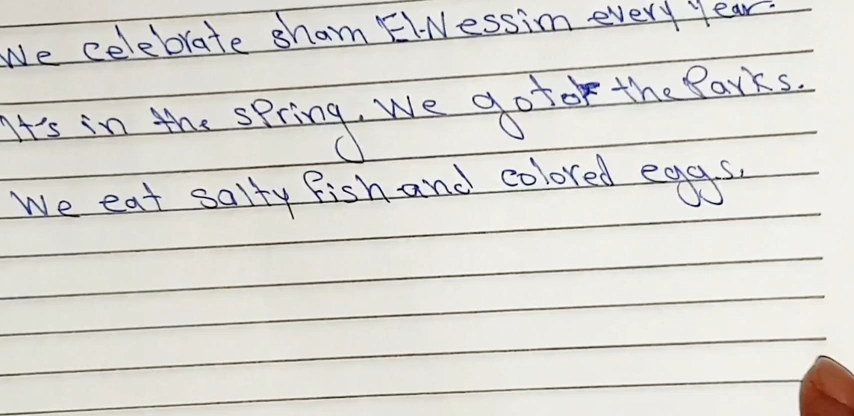 We celebrate sham El-Nessim every year.
It's in the spring. We go to the Parks.
We eat salty fish and colored eggs.